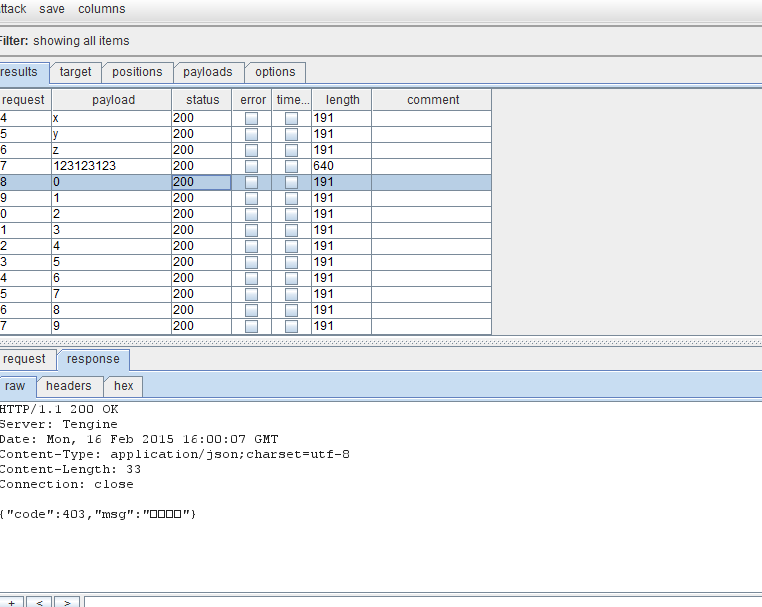 ttack save columns
Filter: showing all items
results target positions payloads options
request payload status error time... length comment
4 x 200 191
5 y 200 191
6 z 200 191
7 123123123 200 640
8 0 200 191
9 1 200 191
0 2 200 191
1 3 200 191
2 4 200 191
3 5 200 191
4 6 200 191
5 7 200 191
6 8 200 191
7 9 200 191
request response
raw headers hex
HTTP/1.1 200 OK
Server: Tengine
Date: Mon, 16 Feb 2015 16:00:07 GMT
Content-Type: application/json;charset=utf-8
Content-Length: 33
Connection: close
{"code":403,"msg":"□□□□"}
+ < >